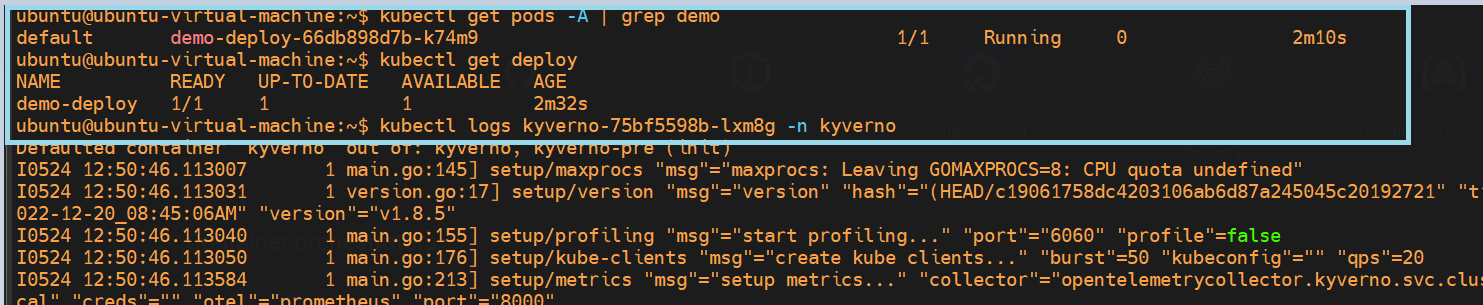 ubuntu@ubuntu-virtual-machine:~$ kubectl get pods -A | grep demo
default       demo-deploy-66db898d7b-k74m9                                      1/1     Running     0               2m10s
ubuntu@ubuntu-virtual-machine:~$ kubectl get deploy
NAME          READY   UP-TO-DATE   AVAILABLE   AGE
demo-deploy   1/1     1            1           2m32s
ubuntu@ubuntu-virtual-machine:~$ kubectl logs kyverno-75bf5598b-lxm8g -n kyverno
Defaulted container "kyverno" out of: kyverno, kyverno-pre (init)
I0524 12:50:46.113007       1 main.go:145] setup/maxprocs "msg"="maxprocs: Leaving GOMAXPROCS=8: CPU quota undefined"
I0524 12:50:46.113031       1 version.go:17] setup/version "msg"="version" "hash"="(HEAD/c19061758dc4203106ab6d87a245045c20192721" "ti
022-12-20_08:45:06AM" "version"="v1.8.5"
I0524 12:50:46.113040       1 main.go:155] setup/profiling "msg"="start profiling..." "port"="6060" "profile"=false
I0524 12:50:46.113050       1 main.go:176] setup/kube-clients "msg"="create kube clients..." "burst"=50 "kubeconfig"="" "qps"=20
I0524 12:50:46.113584       1 main.go:213] setup/metrics "msg"="setup metrics..." "collector"="opentelemetrycollector.kyverno.svc.clu
cal" "creds"="" "otel"="prometheus" "port"="8000"